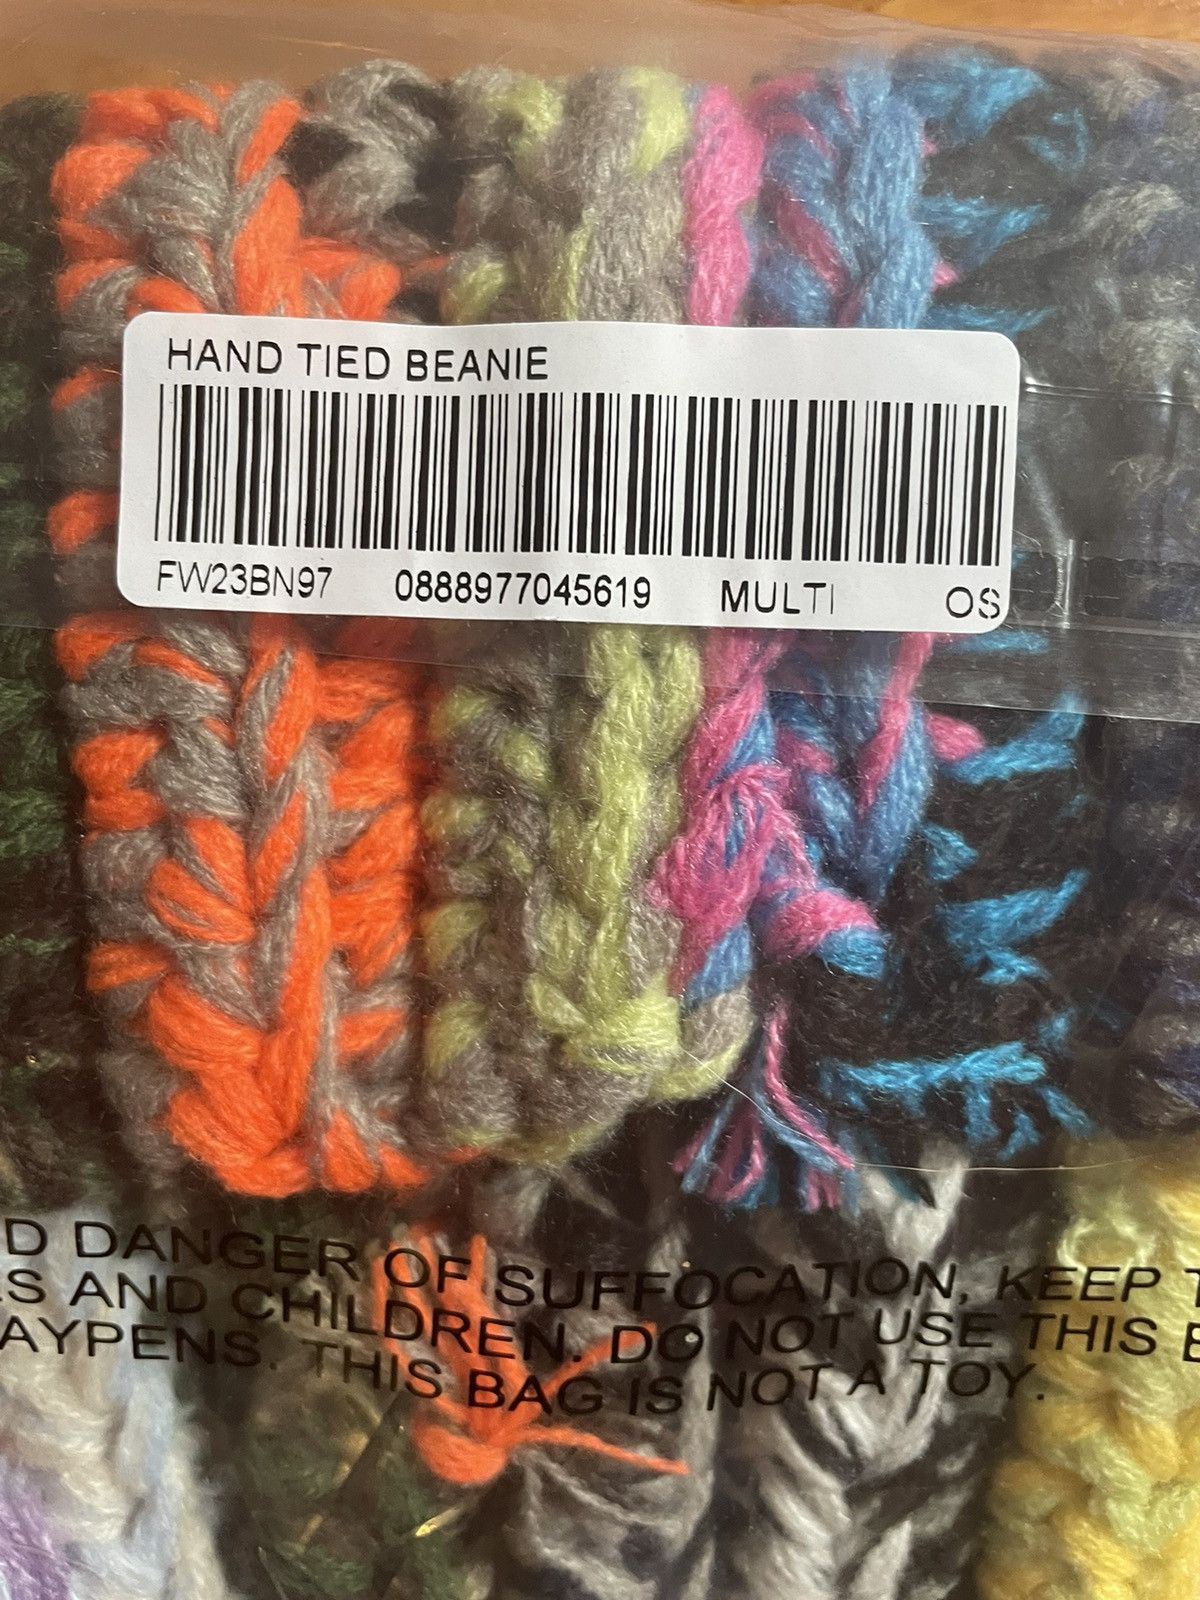 HAND TIED BEANIE
FW23BN97 0888977045619 MULTI OS
D DANGER OF SUFFOCATION, KEEP T
S AND CHILDREN. DO NOT USE THIS B
AYPENS. THIS BAG IS NOT A TOY.